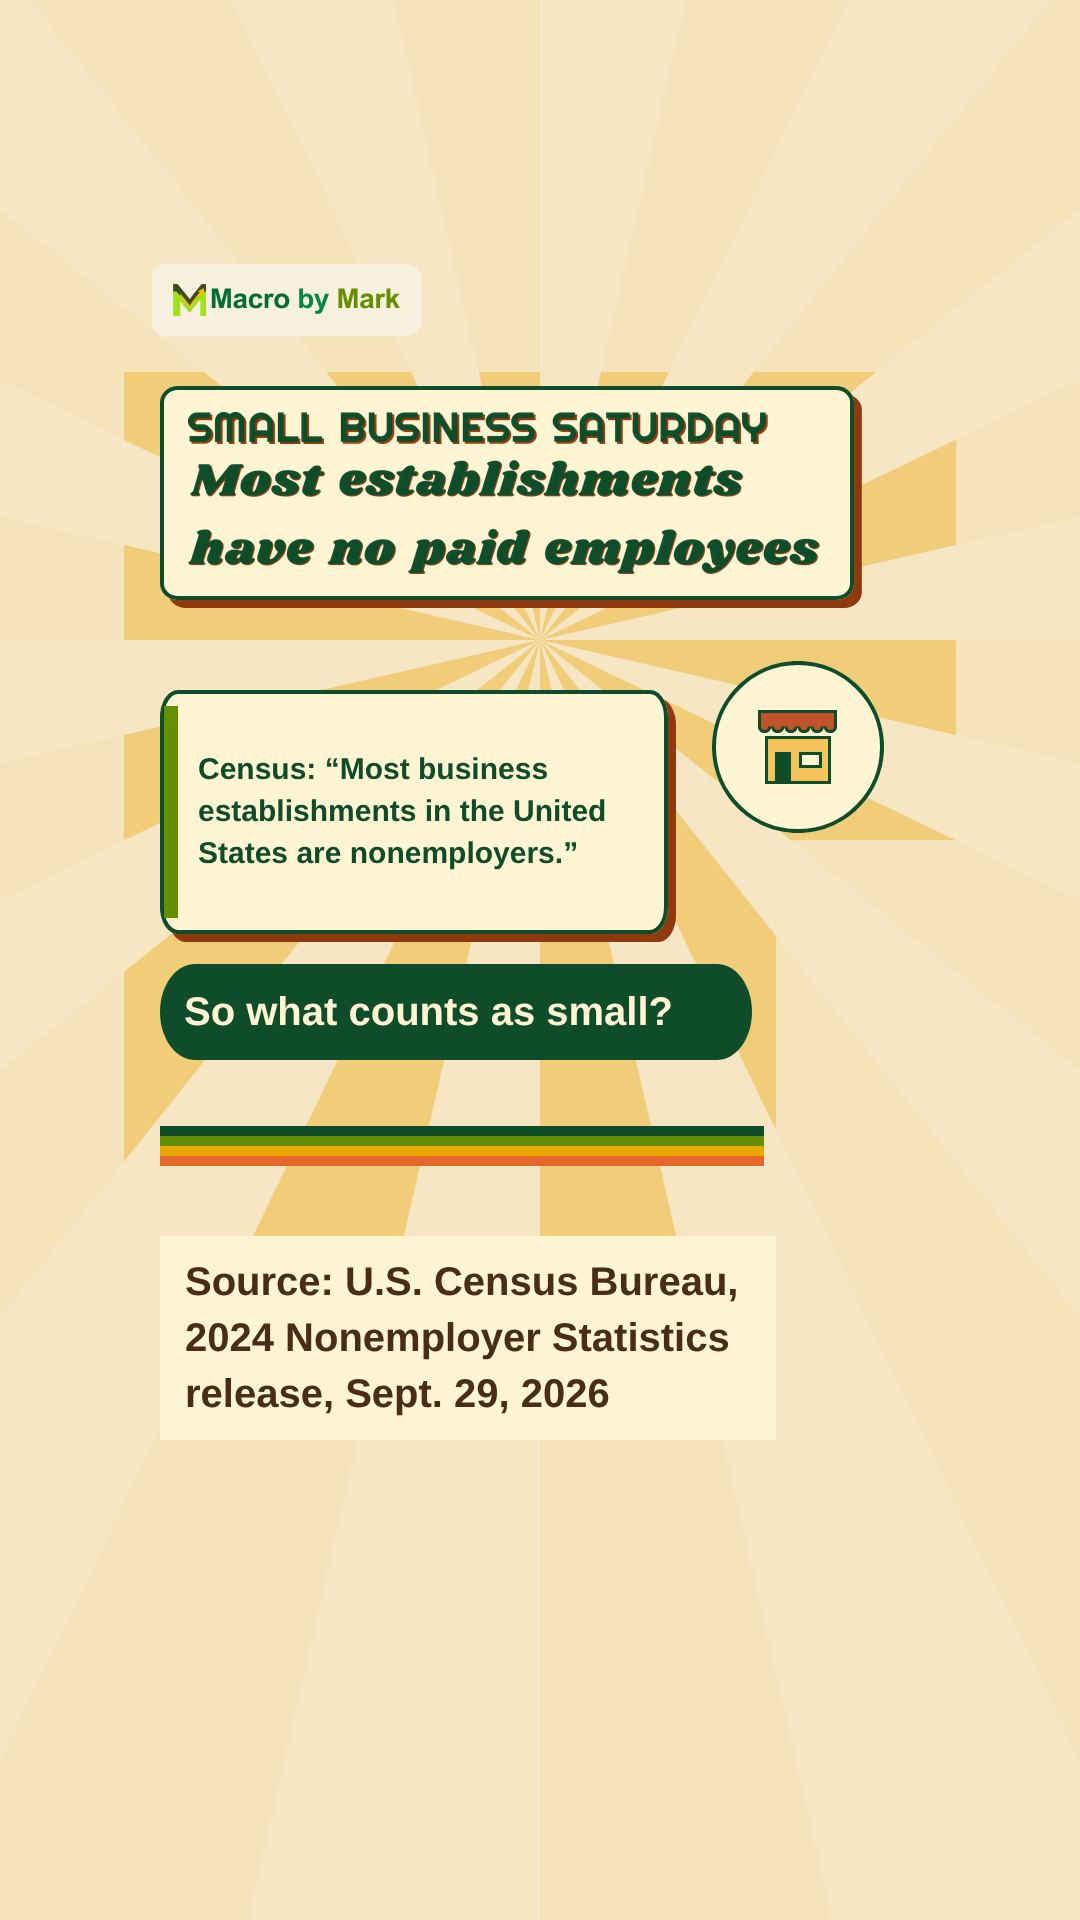 Macro by Mark
SMALL BUSINESS SATURDAY
Most establishments
have no paid employees
Census: “Most business
establishments in the United
States are nonemployers.”
So what counts as small?
Source: U.S. Census Bureau,
2024 Nonemployer Statistics
release, Sept. 29, 2026